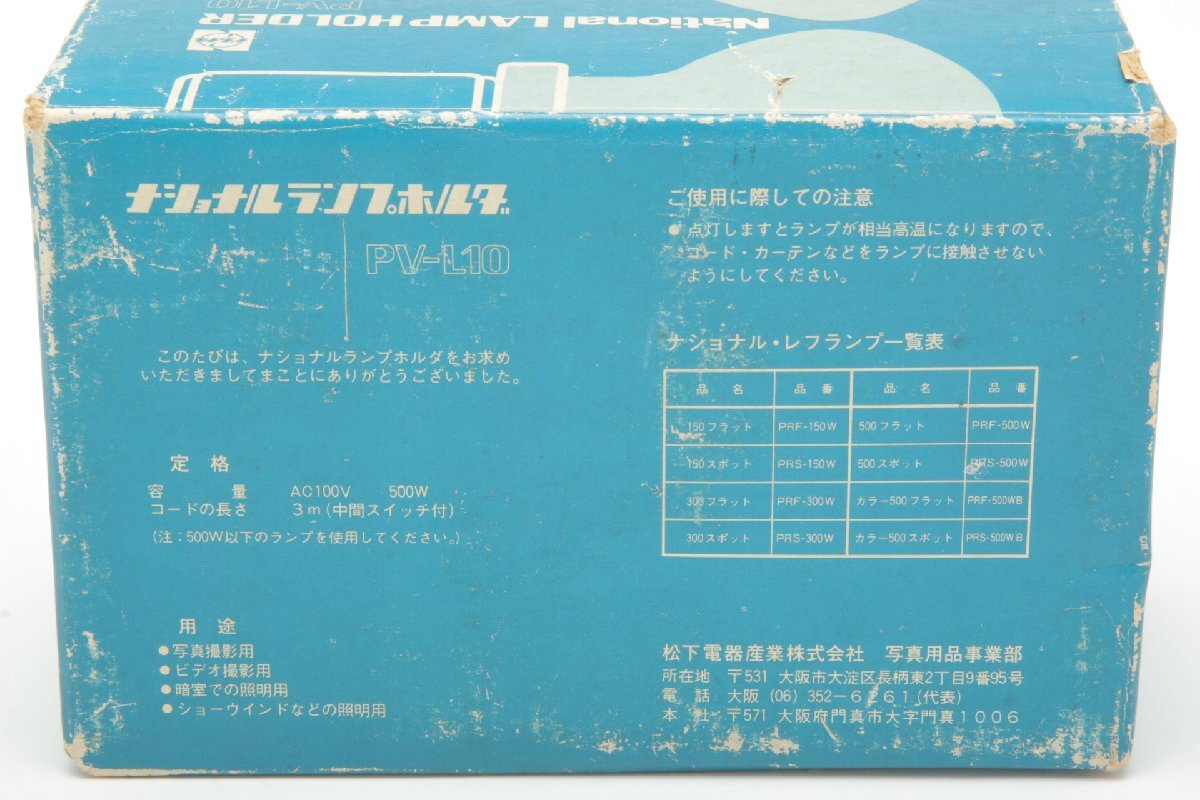 National LAMP HOLDER
PV-L10
ナショナルランプホルダ
PV-L10
このたびは、ナショナルランプホルダをお求め
いただきましてまことにありがとうございました。
定格
容量 AC100V 500W
コードの長さ 3m(中間スイッチ付)
(注:500W以下のランプを使用してください。)
用途
●写真撮影用
●ビデオ撮影用
●暗室での照明用
●ショーウインドなどの照明用
ご使用に際しての注意
●点灯しますとランプが相当高温になりますので、
コード・カーテンなどをランプに接触させない
ようにしてください。
ナショナル・レフランプ一覧表
品名 品番 品名 品番
150フラット PRF-150W 500フラット PRF-500W
150スポット PRS-150W 500スポット PRS-500W
300フラット PRF-300W カラー500フラット PRF-500WB
300スポット PRS-300W カラー500スポット PRS-500WB
松下電器産業株式会社 写真用品事業部
所在地 〒531 大阪市大淀区長柄東2丁目9番95号
電話 大阪(06)352-6261(代表)
本社 〒571 大阪府門真市大字門真1006